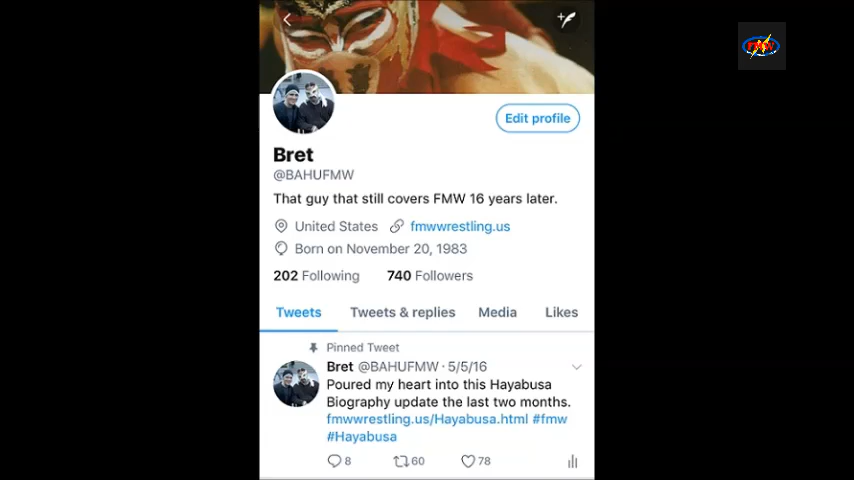 FMW
Edit profile
Bret
@BAHUFMW
That guy that still covers FMW 16 years later.
United States fmwwrestling.us
Born on November 20, 1983
202 Following 740 Followers
Tweets Tweets & replies Media Likes
Pinned Tweet
Bret @BAHUFMW · 5/5/16
Poured my heart into this Hayabusa
Biography update the last two months.
fmwwrestling.us/Hayabusa.html #fmw
#Hayabusa
8 60 78